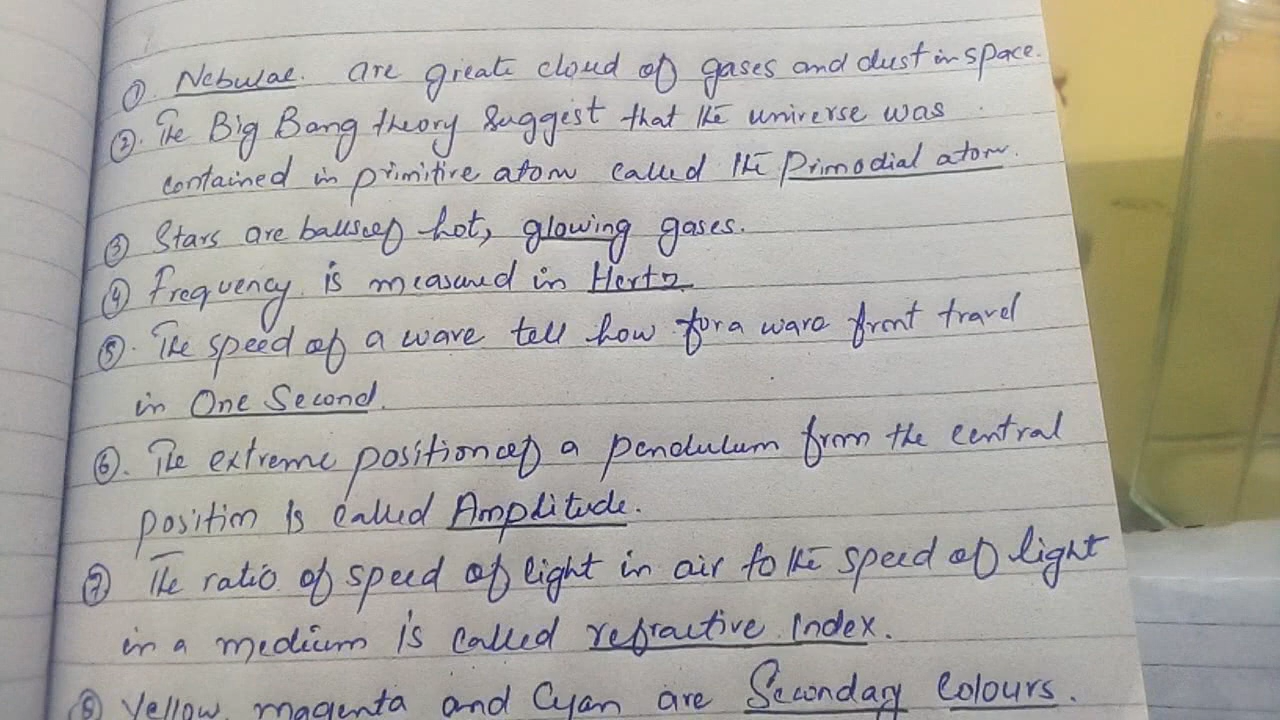 ① Nebulae. are greate cloud of gases and dust in space.
②. The Big Bang theory Suggest that the universe was
contained in primitive atom called the Primodial atom.
③ Stars are balls of hot, glowing gases.
④ Frequency is measured in Hertz
⑤. The speed of a wave tell how for a wave front travel
in One Second.
⑥. The extreme position of a pendulum from the central
position is called Amplitude.
⑦ The ratio of speed of light in air to the speed of light
in a medium is called refractive Index.
⑧ Yellow, magenta and Cyan are Secondary Colours.